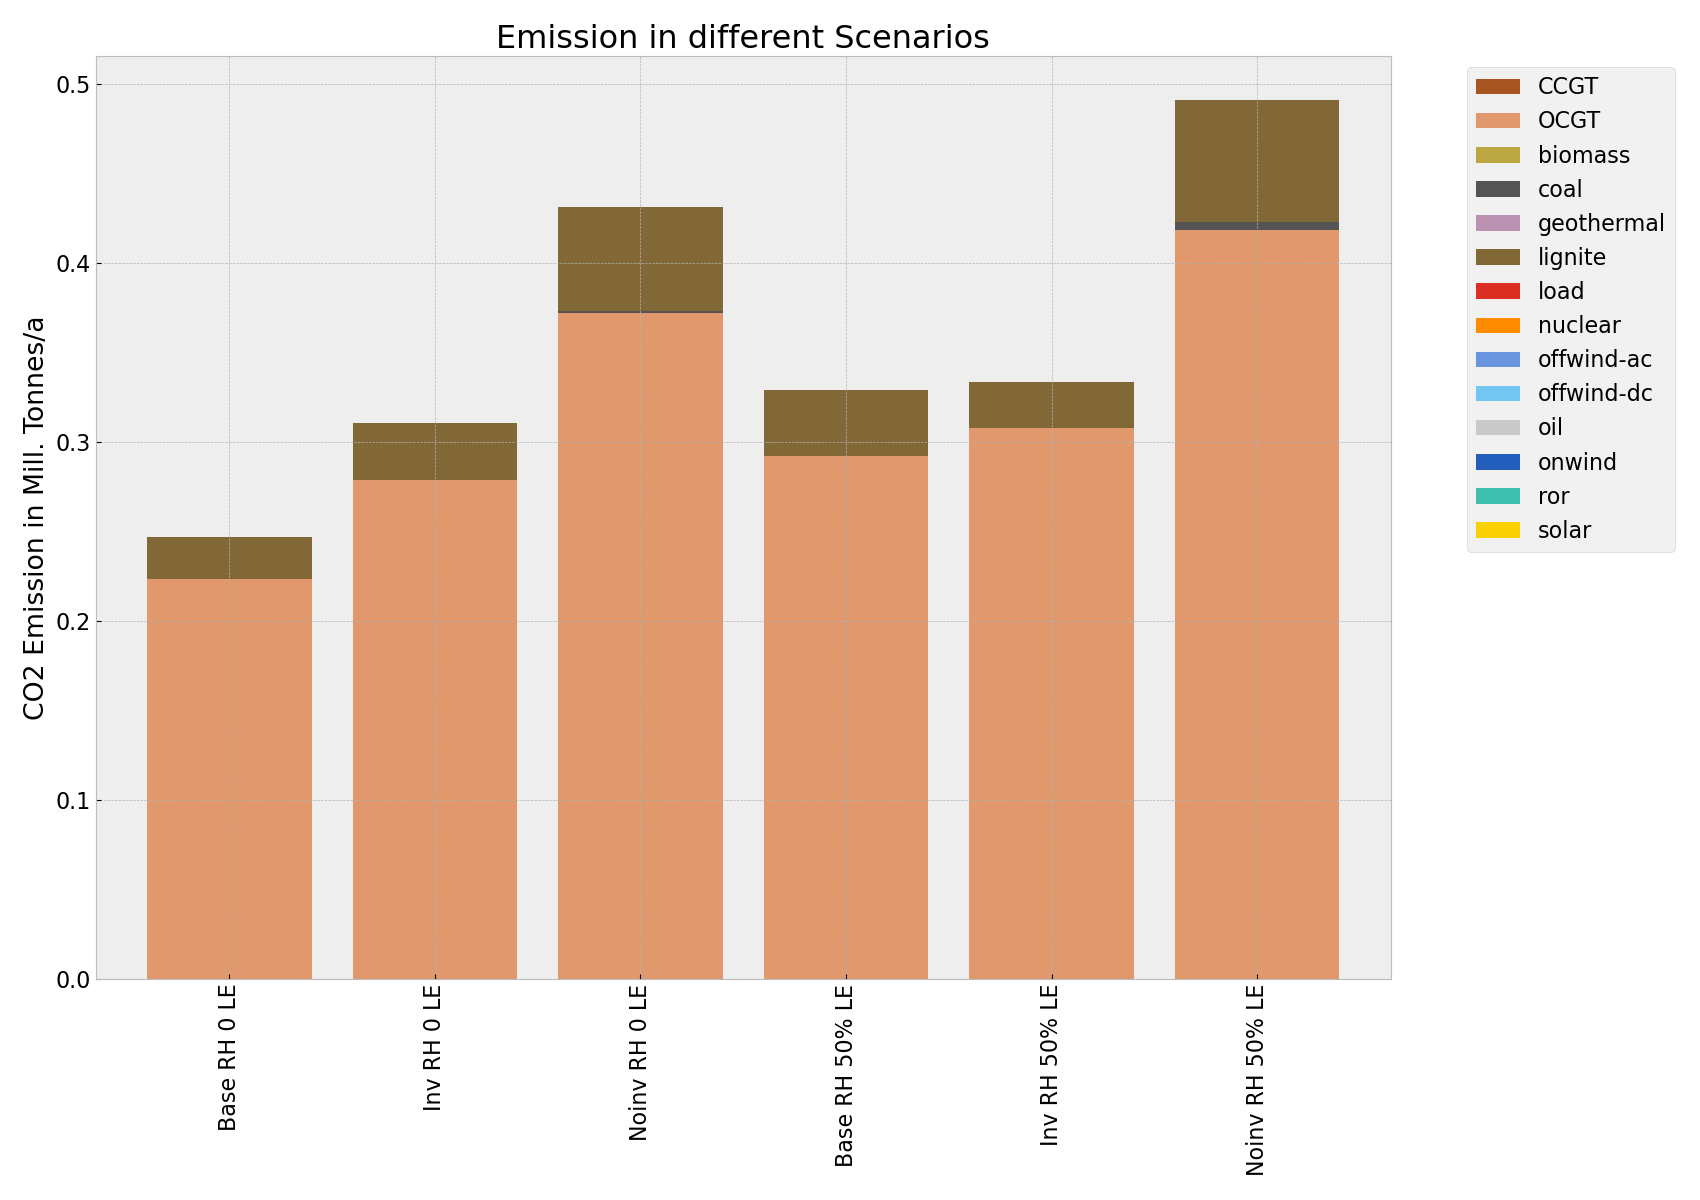 Emission in different Scenarios
CO2 Emission in Mill. Tonnes/a
0.5
0.4
0.3
0.2
0.1
0.0
Base RH 0 LE
Inv RH 0 LE
Noinv RH 0 LE
Base RH 50% LE
Inv RH 50% LE
Noinv RH 50% LE
CCGT
OCGT
biomass
coal
geothermal
lignite
load
nuclear
offwind-ac
offwind-dc
oil
onwind
ror
solar